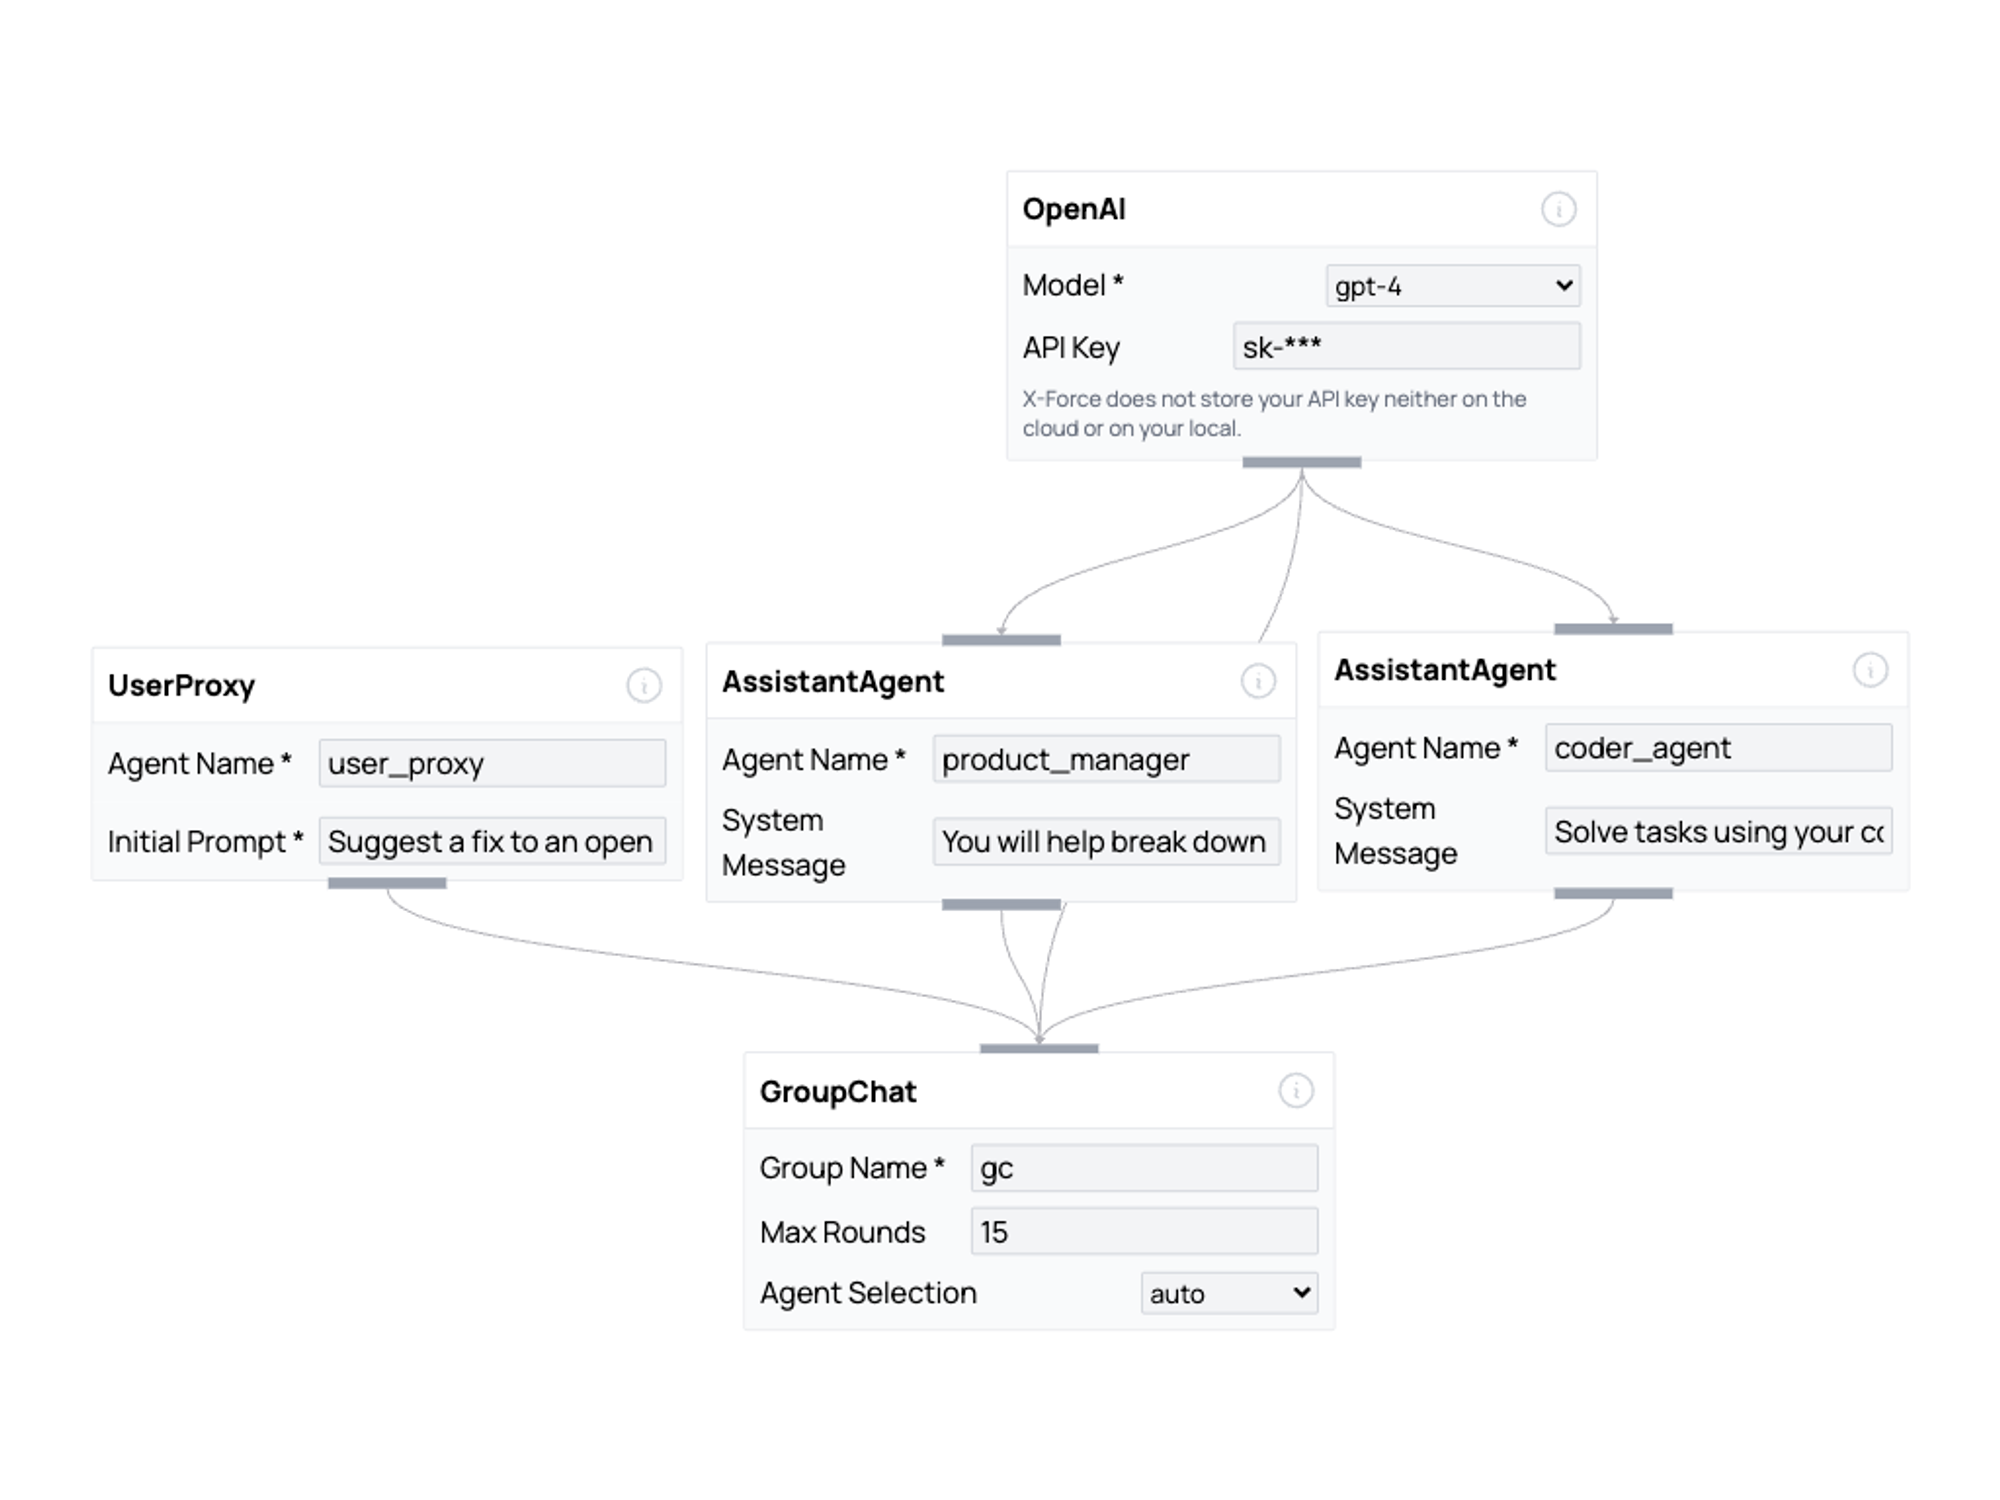 OpenAI
Model *
gpt-4
API Key
sk-***
X-Force does not store your API key neither on the
cloud or on your local.
UserProxy
Agent Name *
user_proxy
Initial Prompt *
Suggest a fix to an open
AssistantAgent
Agent Name *
product_manager
System
Message
You will help break down
AssistantAgent
Agent Name *
coder_agent
System
Message
Solve tasks using your co
GroupChat
Group Name *
gc
Max Rounds
15
Agent Selection
auto